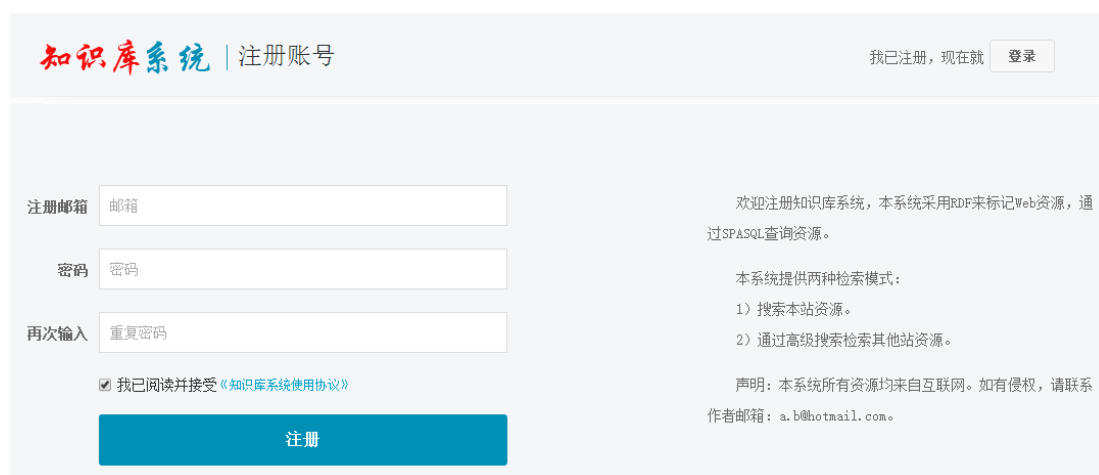 知识库系统 | 注册账号
我已注册，现在就 登录
注册邮箱 邮箱
密码 密码
再次输入 重复密码
我已阅读并接受《知识库系统使用协议》
注册
欢迎注册知识库系统，本系统采用RDF来标记Web资源，通
过SPASQL查询资源。
本系统提供两种检索模式：
1）搜索本站资源。
2）通过高级搜索检索其他站资源。
声明：本系统所有资源均来自互联网。如有侵权，请联系
作者邮箱：a.b@hotmail.com。